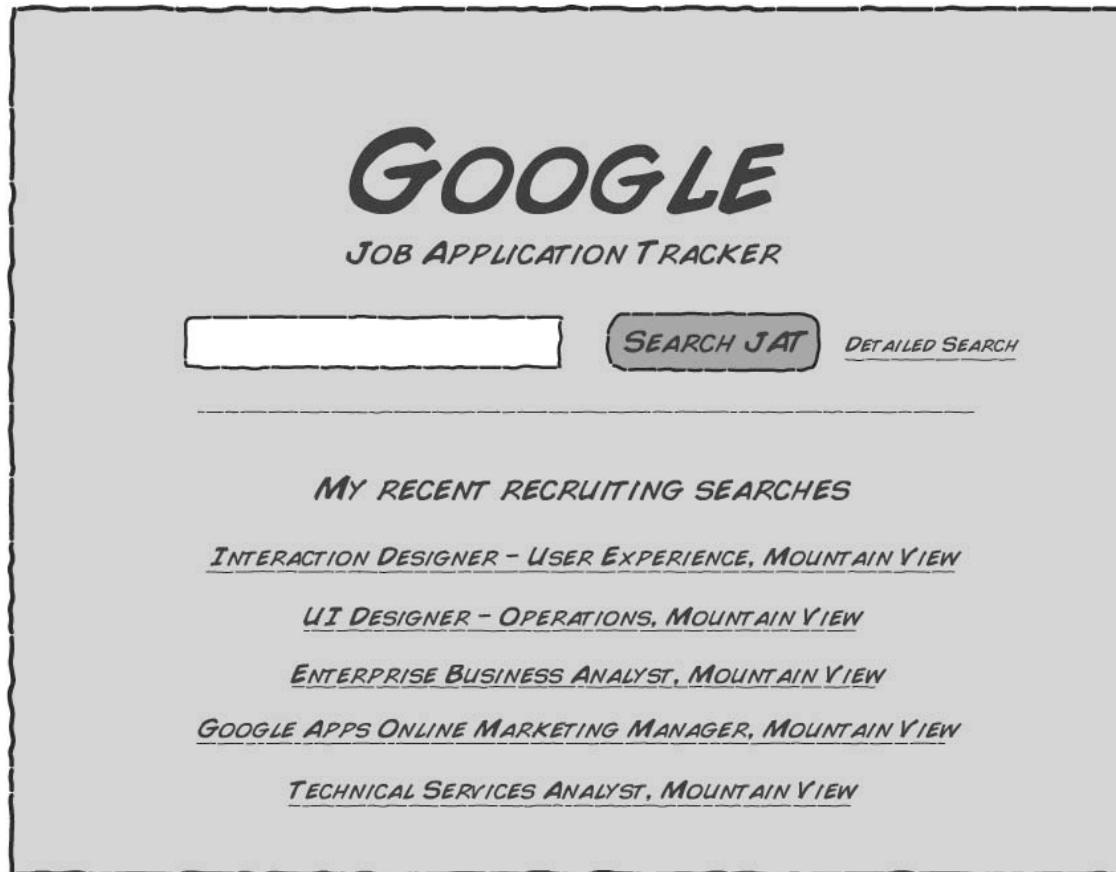 GOOGLE
JOB APPLICATION TRACKER
SEARCH JAT
DETAILED SEARCH
MY RECENT RECRUITING SEARCHES
INTERACTION DESIGNER - USER EXPERIENCE, MOUNTAIN VIEW
UI DESIGNER - OPERATIONS, MOUNTAIN VIEW
ENTERPRISE BUSINESS ANALYST, MOUNTAIN VIEW
GOOGLE APPS ONLINE MARKETING MANAGER, MOUNTAIN VIEW
TECHNICAL SERVICES ANALYST, MOUNTAIN VIEW